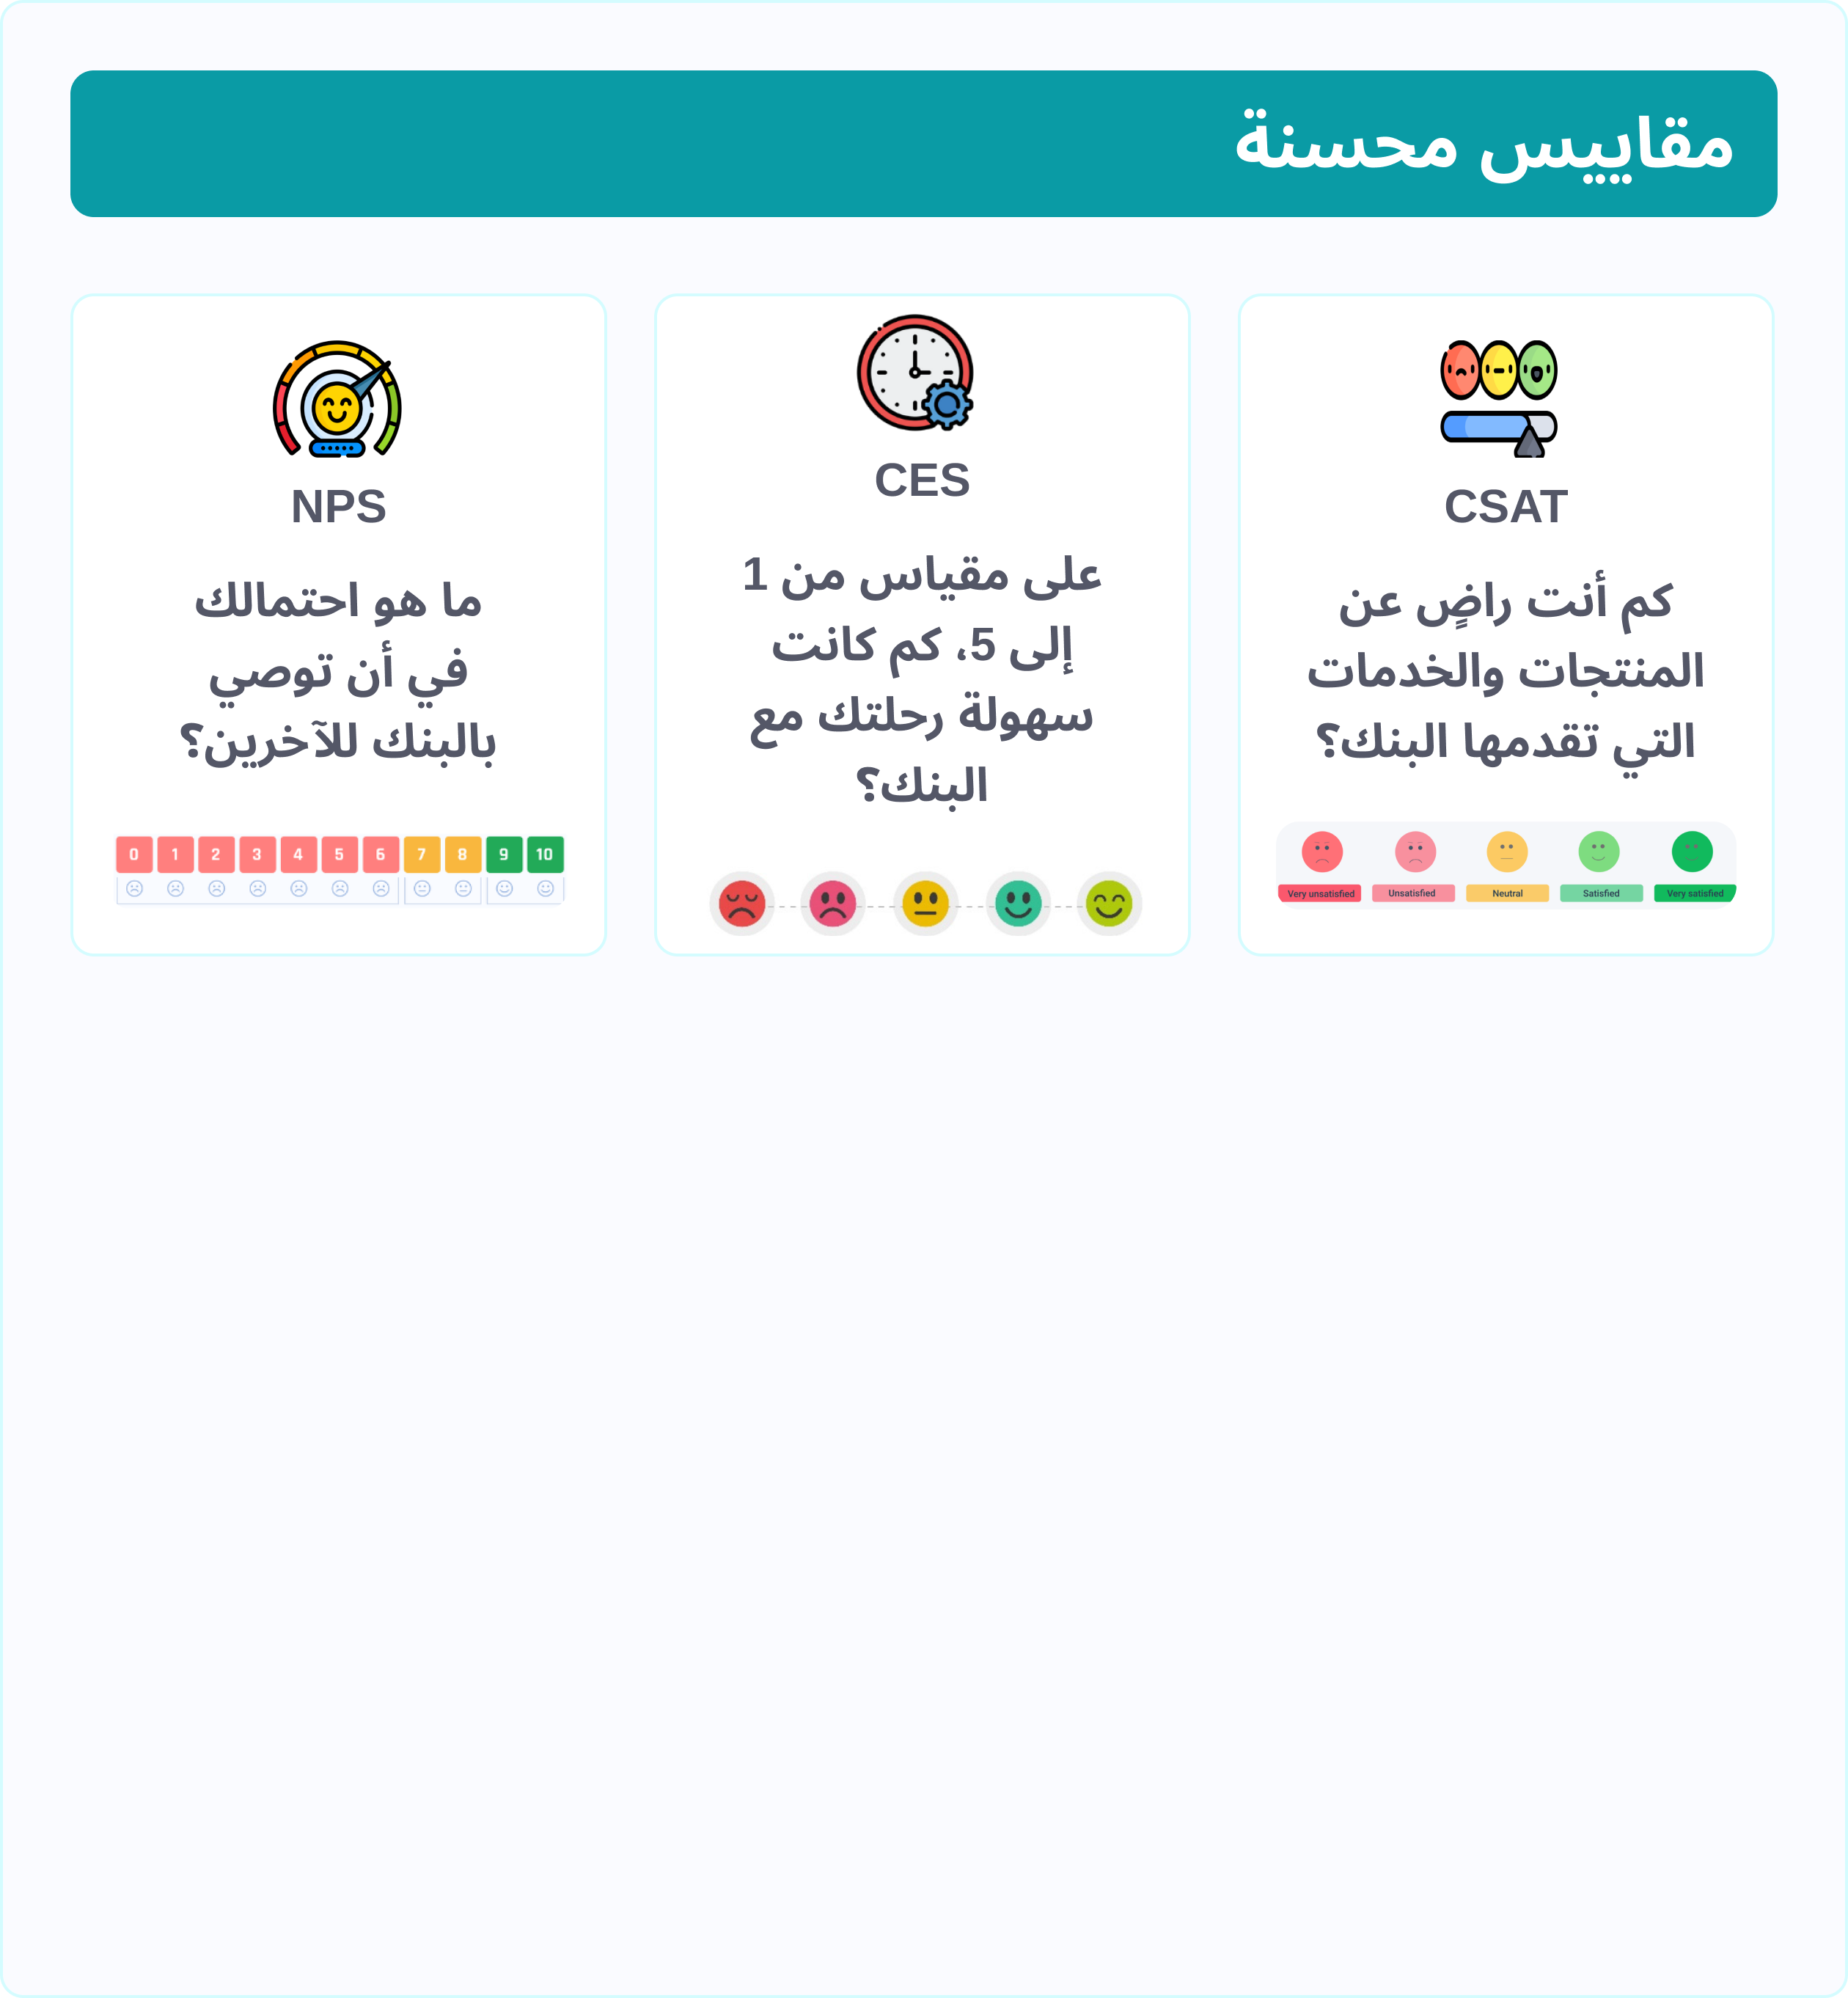 مقاييس محسنة
CSAT
كم أنت راضٍ عن
المنتجات والخدمات
التي تقدمها البنك؟
Very unsatisfied Unsatisfied Neutral Satisfied Very satisfied
CES
على مقياس من 1
إلى 5، كم كانت
سهولة رحلتك مع
البنك؟
NPS
ما هو احتمالك
في أن توصي
بالبنك للآخرين؟
0 1 2 3 4 5 6 7 8 9 10